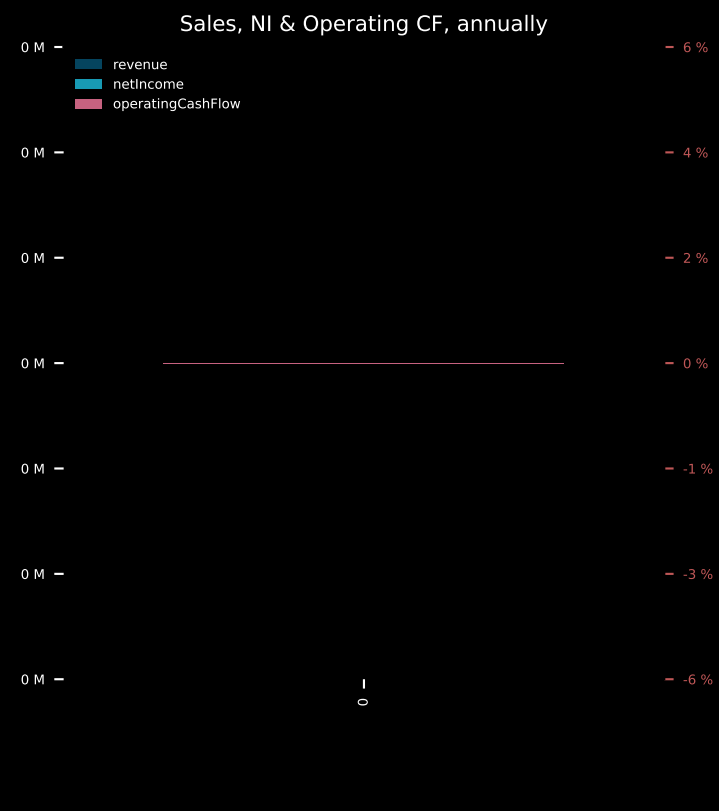 Sales, NI & Operating CF, annually
0 M
6 %
revenue
netIncome
operatingCashFlow
0 M
4 %
0 M
2 %
0 M
0 %
0 M
-1 %
0 M
-3 %
0 M
-6 %
0